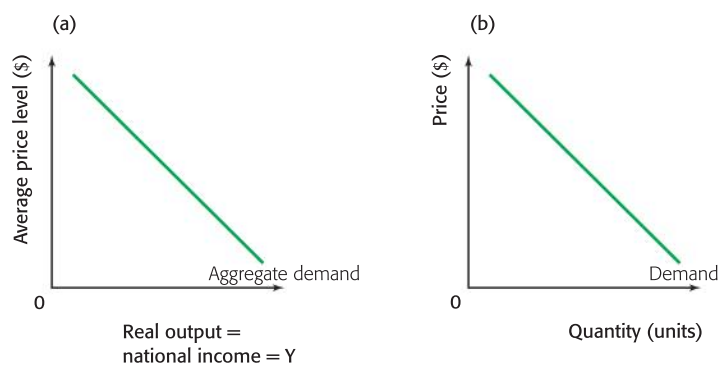 (a)
Average price level ($)
Aggregate demand
0
Real output =
national income = Y
(b)
Price ($)
Demand
0
Quantity (units)